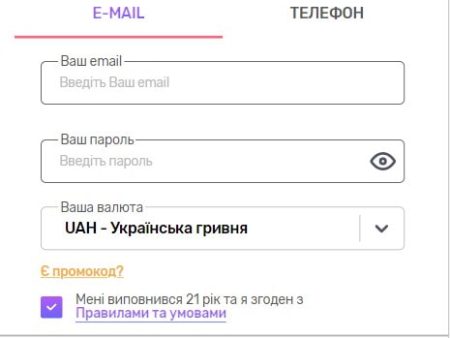 E-MAIL ТЕЛЕФОН
Ваш email
Введіть Ваш email
Ваш пароль
Введіть пароль
Ваша валюта
UAH - Українська гривня
Є промокод?
Мені виповнився 21 рік та я згоден з
Правилами та умовами